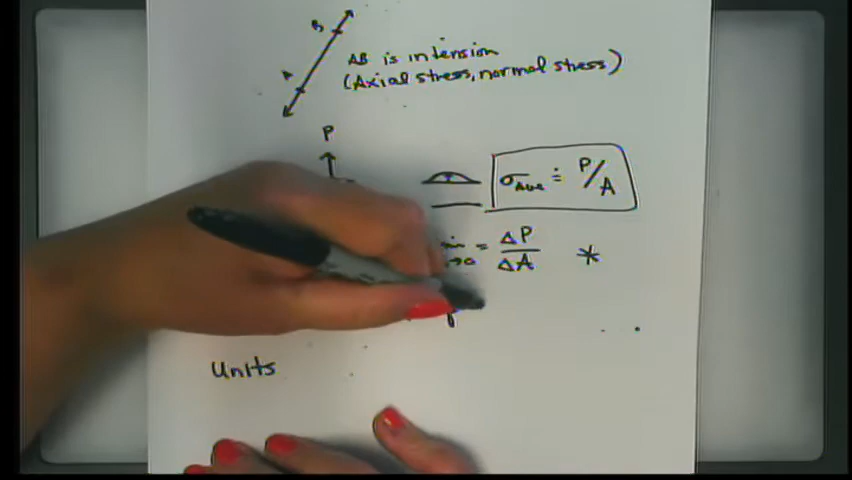 B
AB is in tension
A
(Axial stress, normal stress)
P
σAve ≐ P/A
= ΔP/ΔA *
Units